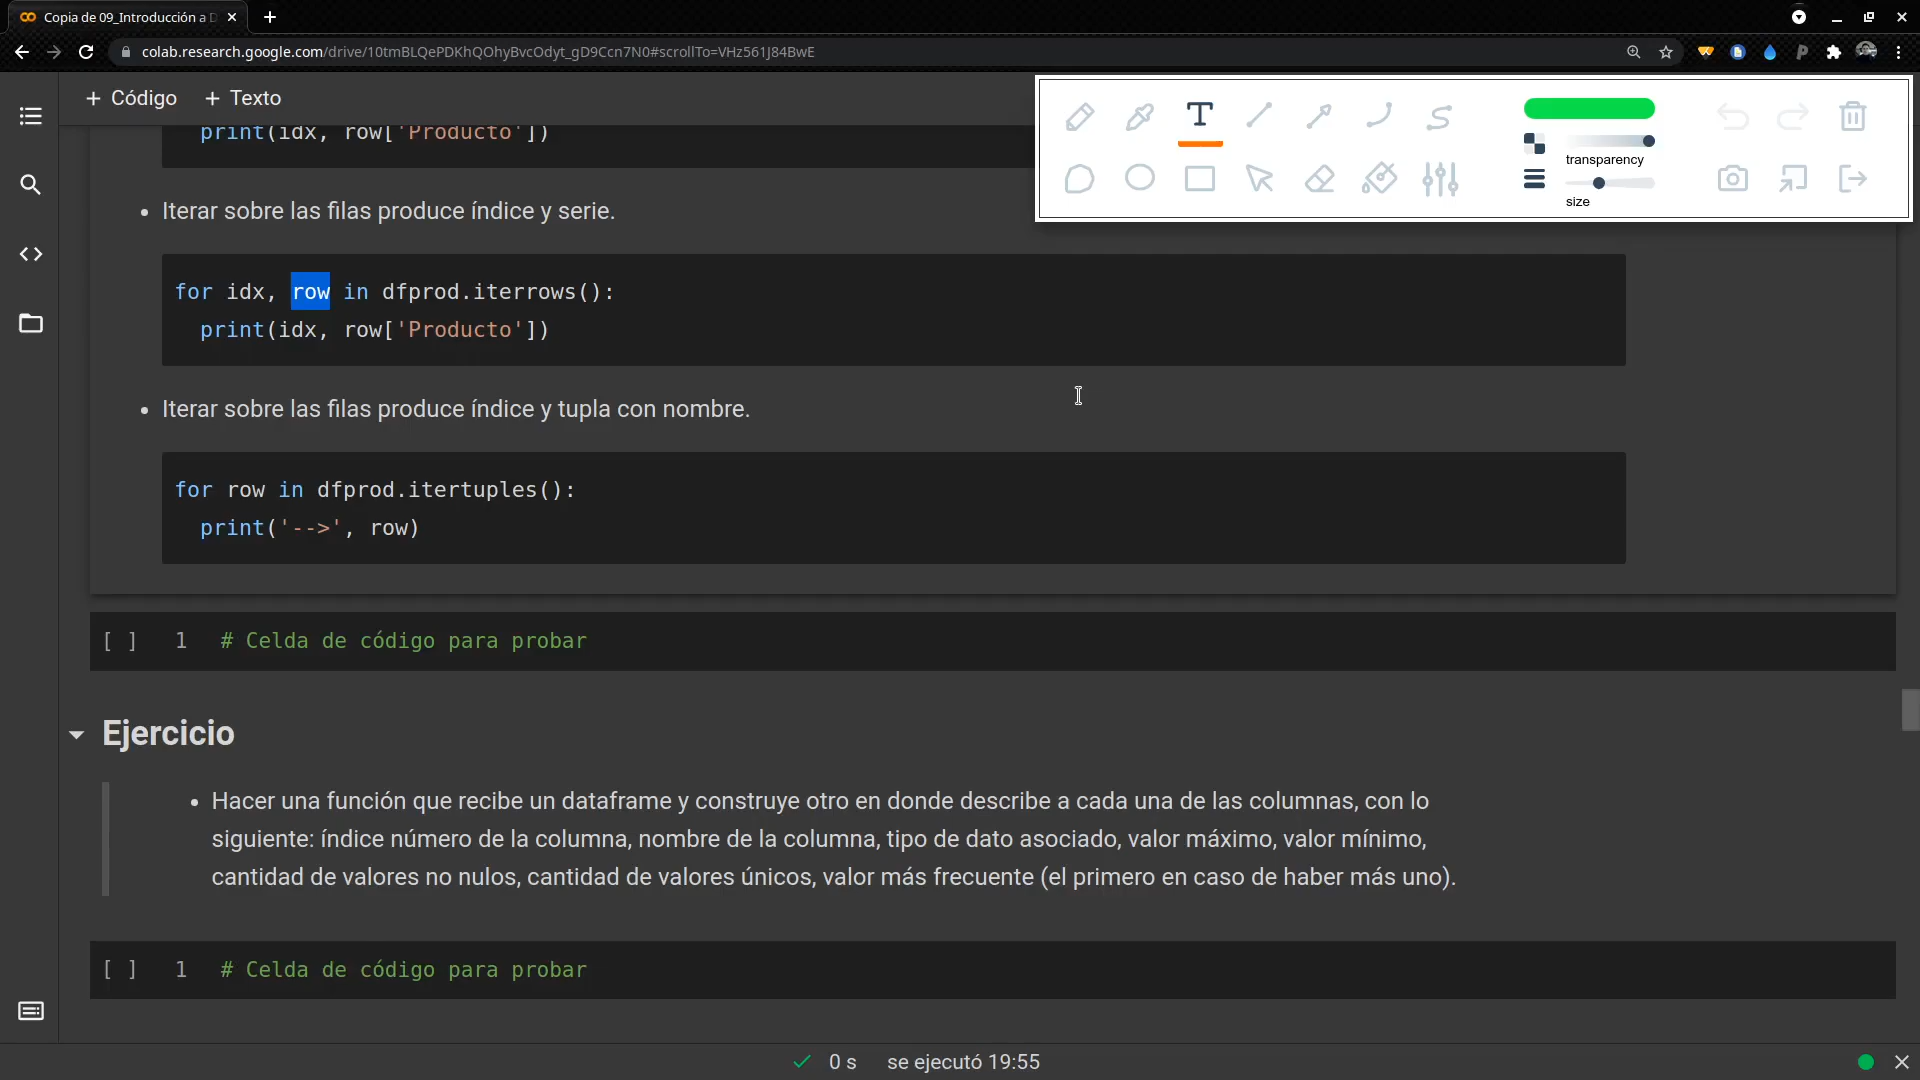 Copia de 09_Introducción a D
colab.research.google.com/drive/10tmBLQePDKhQOhyBvcOdyt_gD9Ccn7N0#scrollTo=VHz561J84BwE
+ Código + Texto
print(idx, row['Producto'])
transparency
size
• Iterar sobre las filas produce índice y serie.
for idx, row in dfprod.iterrows():
print(idx, row['Producto'])
• Iterar sobre las filas produce índice y tupla con nombre.
for row in dfprod.itertuples():
print('-->', row)
[ ] 1 # Celda de código para probar
Ejercicio
• Hacer una función que recibe un dataframe y construye otro en donde describe a cada una de las columnas, con lo
siguiente: índice número de la columna, nombre de la columna, tipo de dato asociado, valor máximo, valor mínimo,
cantidad de valores no nulos, cantidad de valores únicos, valor más frecuente (el primero en caso de haber más uno).
[ ] 1 # Celda de código para probar
0 s se ejecutó 19:55